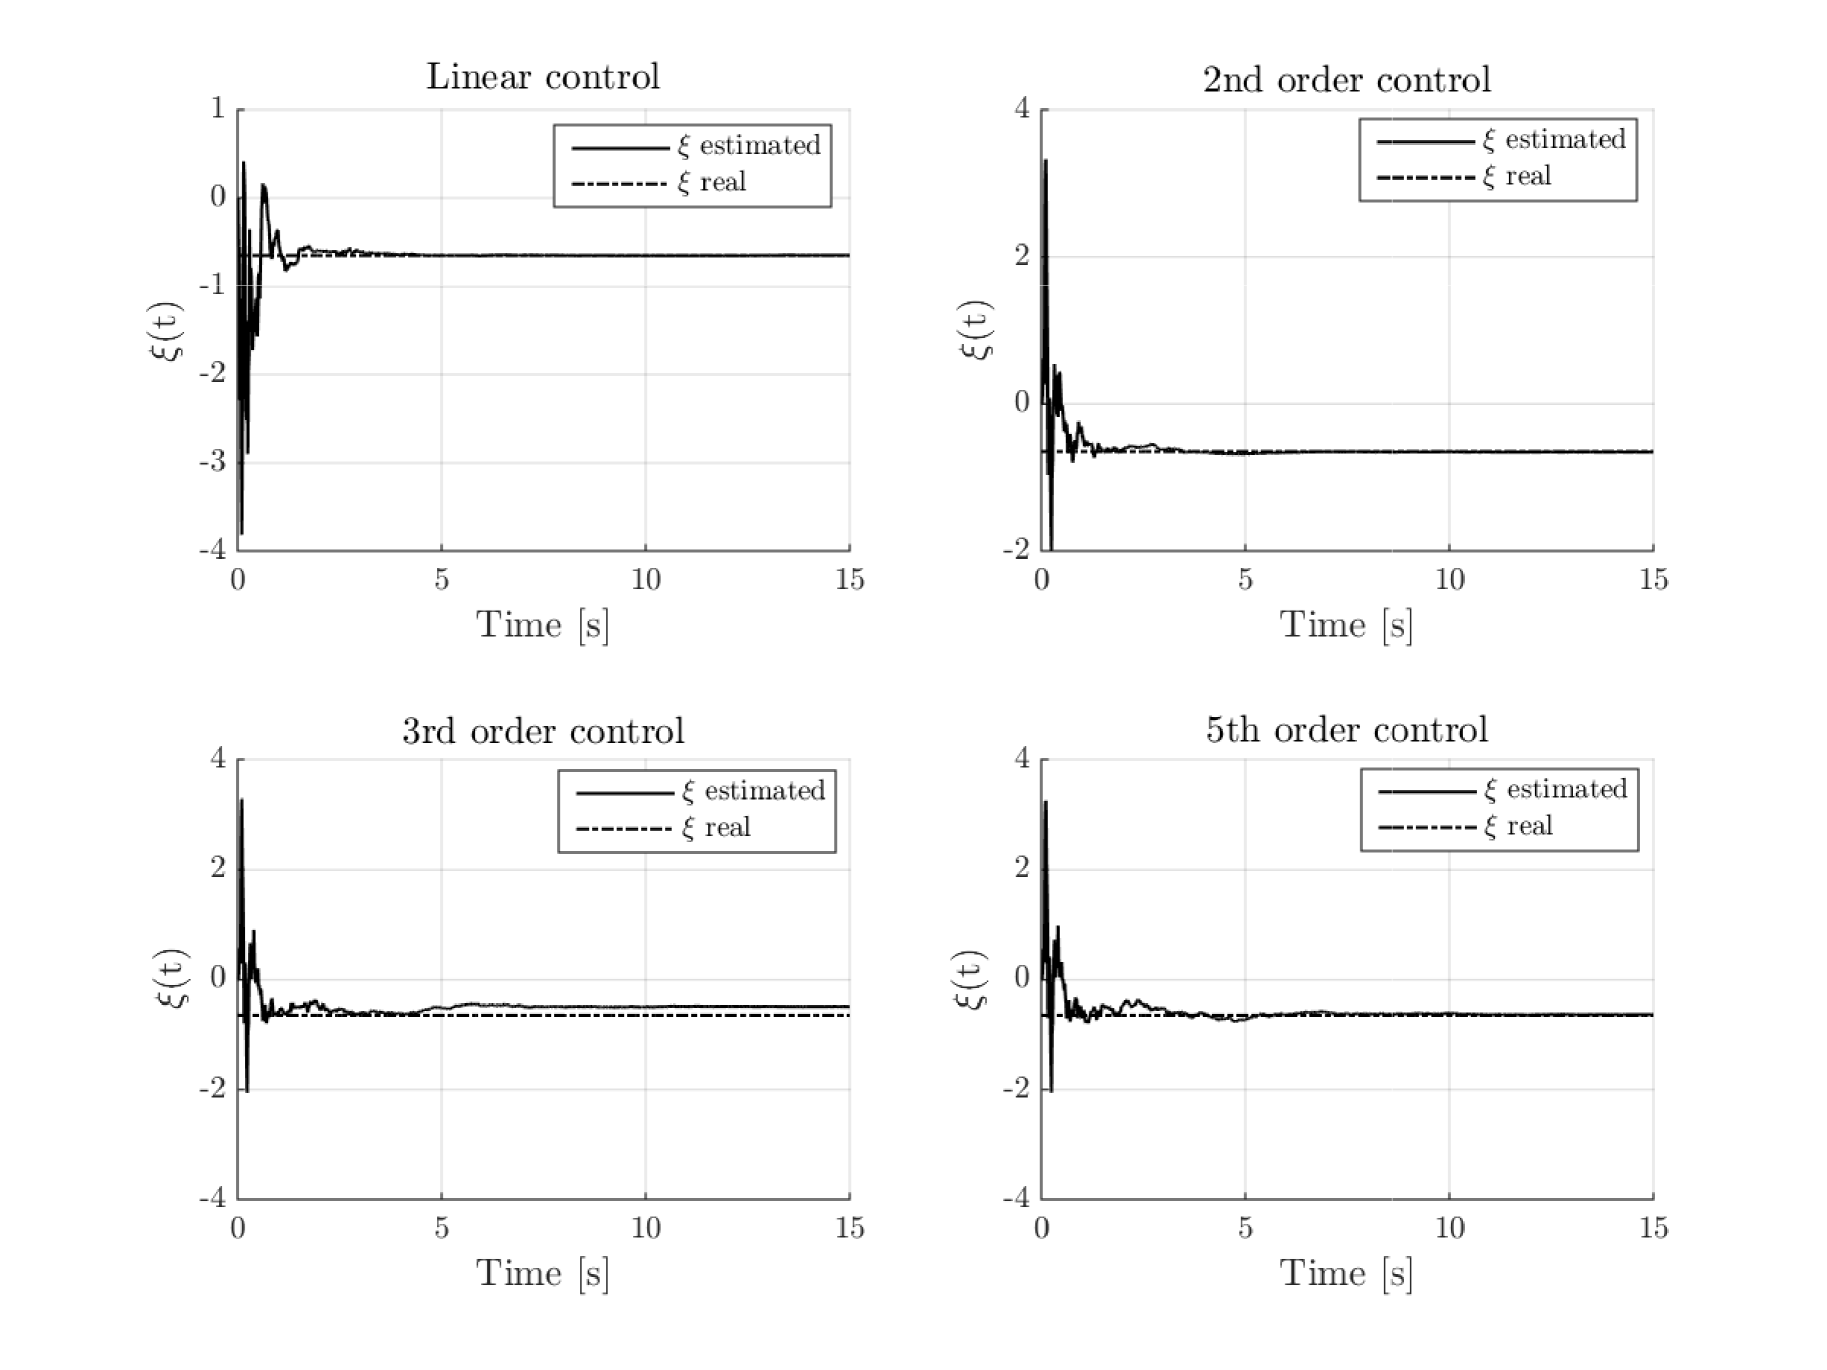 Linear control
1
0
-1
-2
-3
-4
ξ(t)
ξ estimated
ξ real
0 5 10 15
Time [s]
2nd order control
4
2
0
-2
ξ(t)
ξ estimated
ξ real
0 5 10 15
Time [s]
3rd order control
4
2
0
-2
-4
ξ(t)
ξ estimated
ξ real
0 5 10 15
Time [s]
5th order control
4
2
0
-2
-4
ξ(t)
ξ estimated
ξ real
0 5 10 15
Time [s]